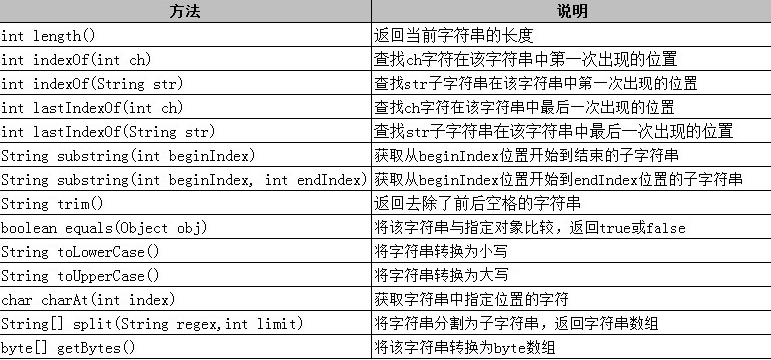 方法 说明
int length() 返回当前字符串的长度
int indexOf(int ch) 查找ch字符在该字符串中第一次出现的位置
int indexOf(String str) 查找str子字符串在该字符串中第一次出现的位置
int lastIndexOf(int ch) 查找ch字符在该字符串中最后一次出现的位置
int lastIndexOf(String str) 查找str子字符串在该字符串中最后一次出现的位置
String substring(int beginIndex) 获取从beginIndex位置开始到结束的子字符串
String substring(int beginIndex, int endIndex) 获取从beginIndex位置开始到endIndex位置的子字符串
String trim() 返回去除了前后空格的字符串
boolean equals(Object obj) 将该字符串与指定对象比较，返回true或false
String toLowerCase() 将字符串转换为小写
String toUpperCase() 将字符串转换为大写
char charAt(int index) 获取字符串中指定位置的字符
String[] split(String regex,int limit) 将字符串分割为子字符串，返回字符串数组
byte[] getBytes() 将该字符串转换为byte数组